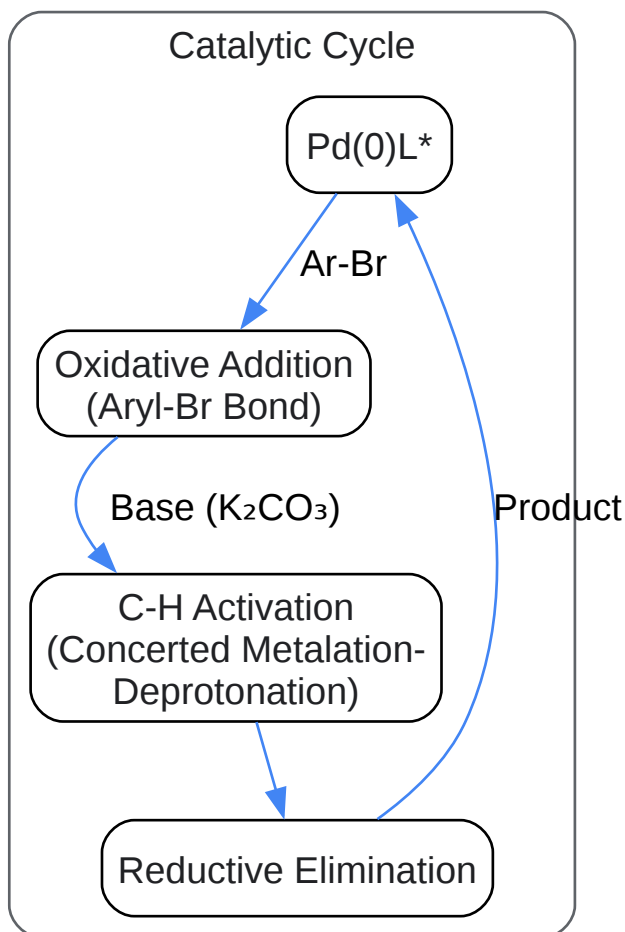 Catalytic Cycle
Pd(0)L*
Ar-Br
Oxidative Addition
(Aryl-Br Bond)
Base (K₂CO₃)
Product
C-H Activation
(Concerted Metalation-
Deprotonation)
Reductive Elimination